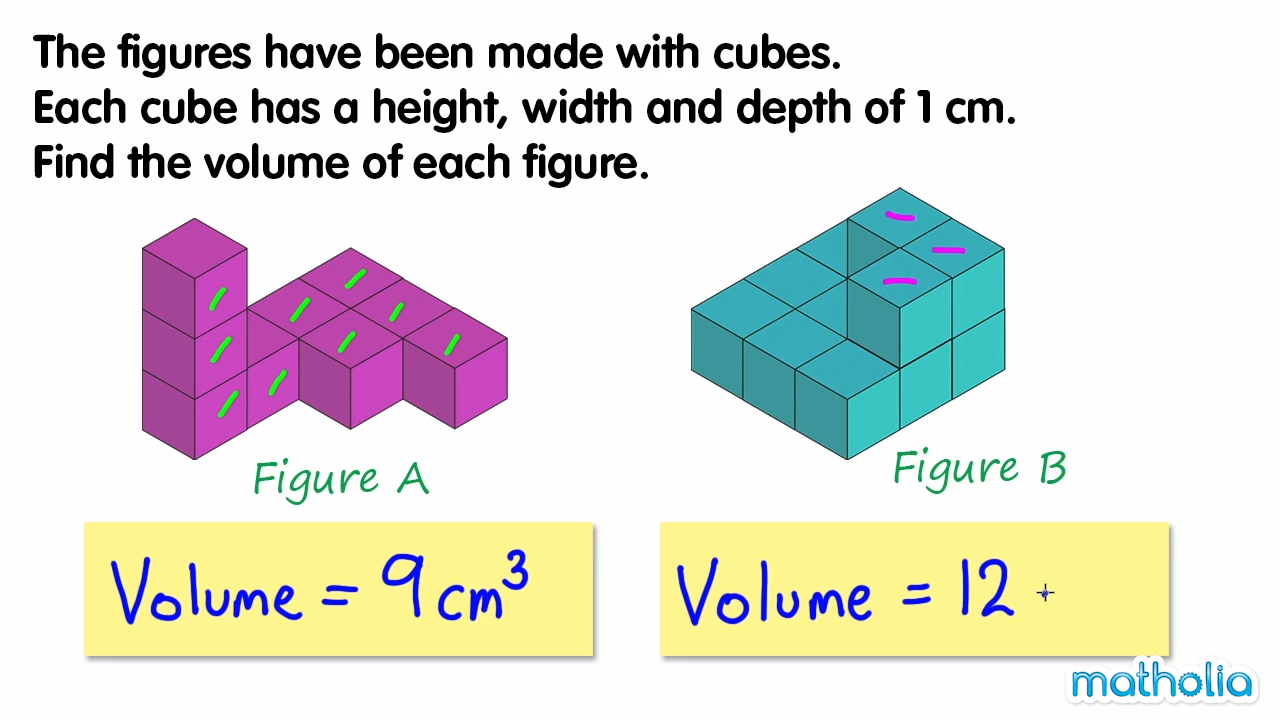 The figures have been made with cubes.
Each cube has a height, width and depth of 1 cm.
Find the volume of each figure.
Figure A
Figure B
Volume = 9 cm³
Volume = 12
matholia